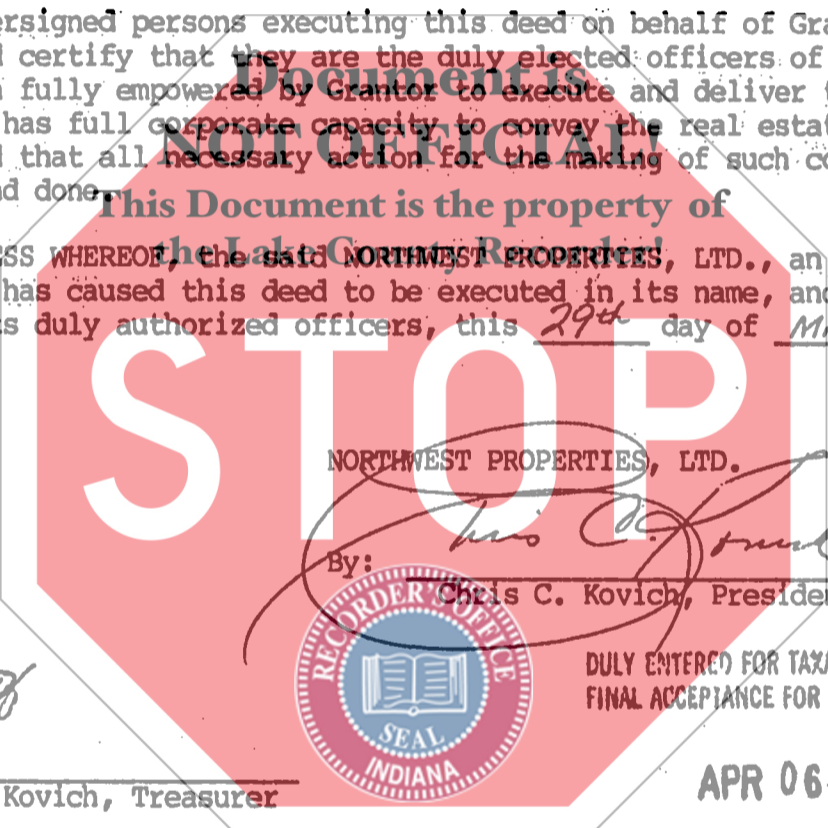 ersigned persons executing this deed on behalf of Gra
certify that they are the duly elected officers of
fully empowered by Grantor to execute and deliver
has full corporate capacity to convey the real esta
that all necessary action for the making of such co
nd done.
Document is
NOT OFFICIAL!
This Document is the property of
the Lake County Recorder!
SS WHEREOF, the said NORTHWEST PROPERTIES, LTD., an
has caused this deed to be executed in its name, and
s duly authorized officers, this 29th day of
STOP
NORTHWEST PROPERTIES, LTD.
By:
Chris C. Kovich, Presiden
RECORDER'S OFFICE
SEAL
INDIANA
DULY ENTERED FOR TAXA
FINAL ACCEPTANCE FOR
APR 06
Kovich, Treasurer